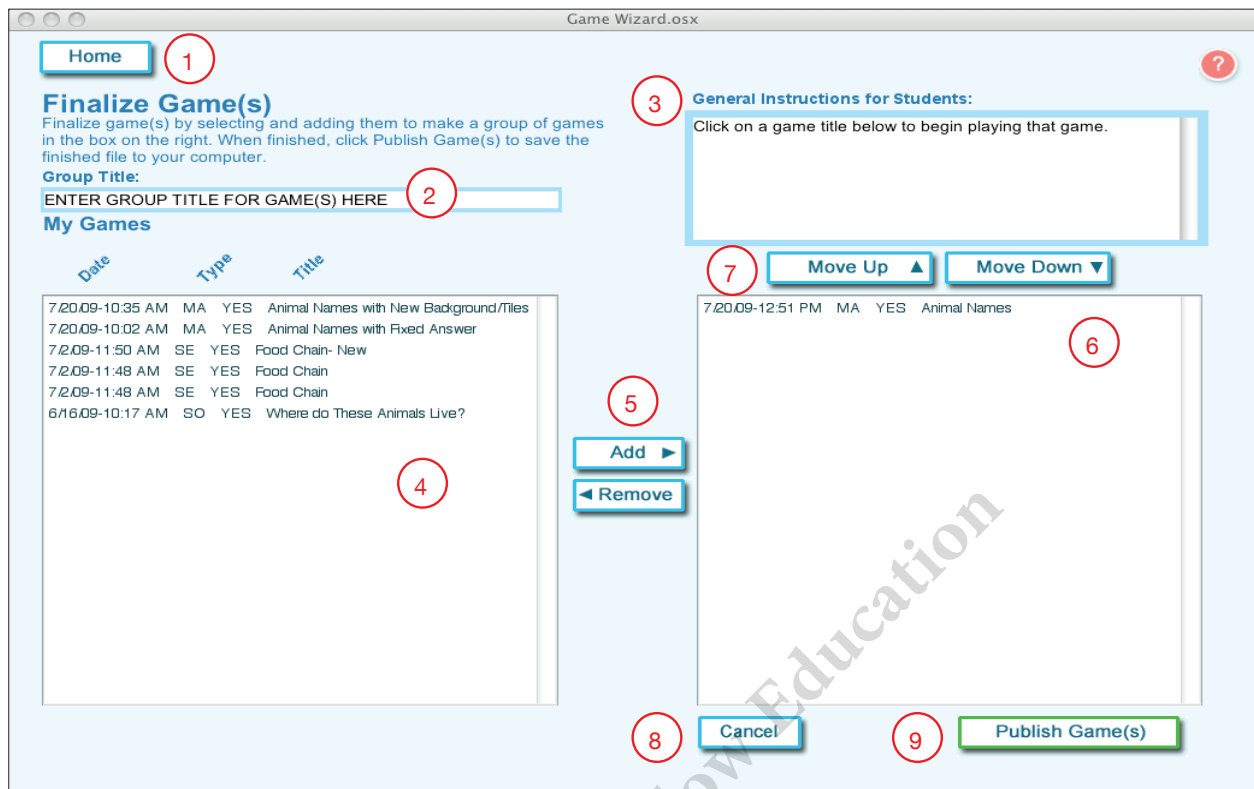 Game Wizard.osx
Home
1
?
Finalize Game(s)
Finalize game(s) by selecting and adding them to make a group of games
in the box on the right. When finished, click Publish Game(s) to save the
finished file to your computer.
Group Title:
ENTER GROUP TITLE FOR GAME(S) HERE
2
My Games
Date Type Title
7/20/09-10:35 AM MA YES Animal Names with New Background/Tiles
7/20/09-10:02 AM MA YES Animal Names with Fixed Answer
7/2/09-11:50 AM SE YES Food Chain- New
7/2/09-11:48 AM SE YES Food Chain
7/2/09-11:48 AM SE YES Food Chain
6/16/09-10:17 AM SO YES Where do These Animals Live?
4
5
Add ►
◄ Remove
3
General Instructions for Students:
Click on a game title below to begin playing that game.
7
Move Up ▲
Move Down ▼
7/20/09-12:51 PM MA YES Animal Names
6
8
Cancel
9
Publish Game(s)
Education